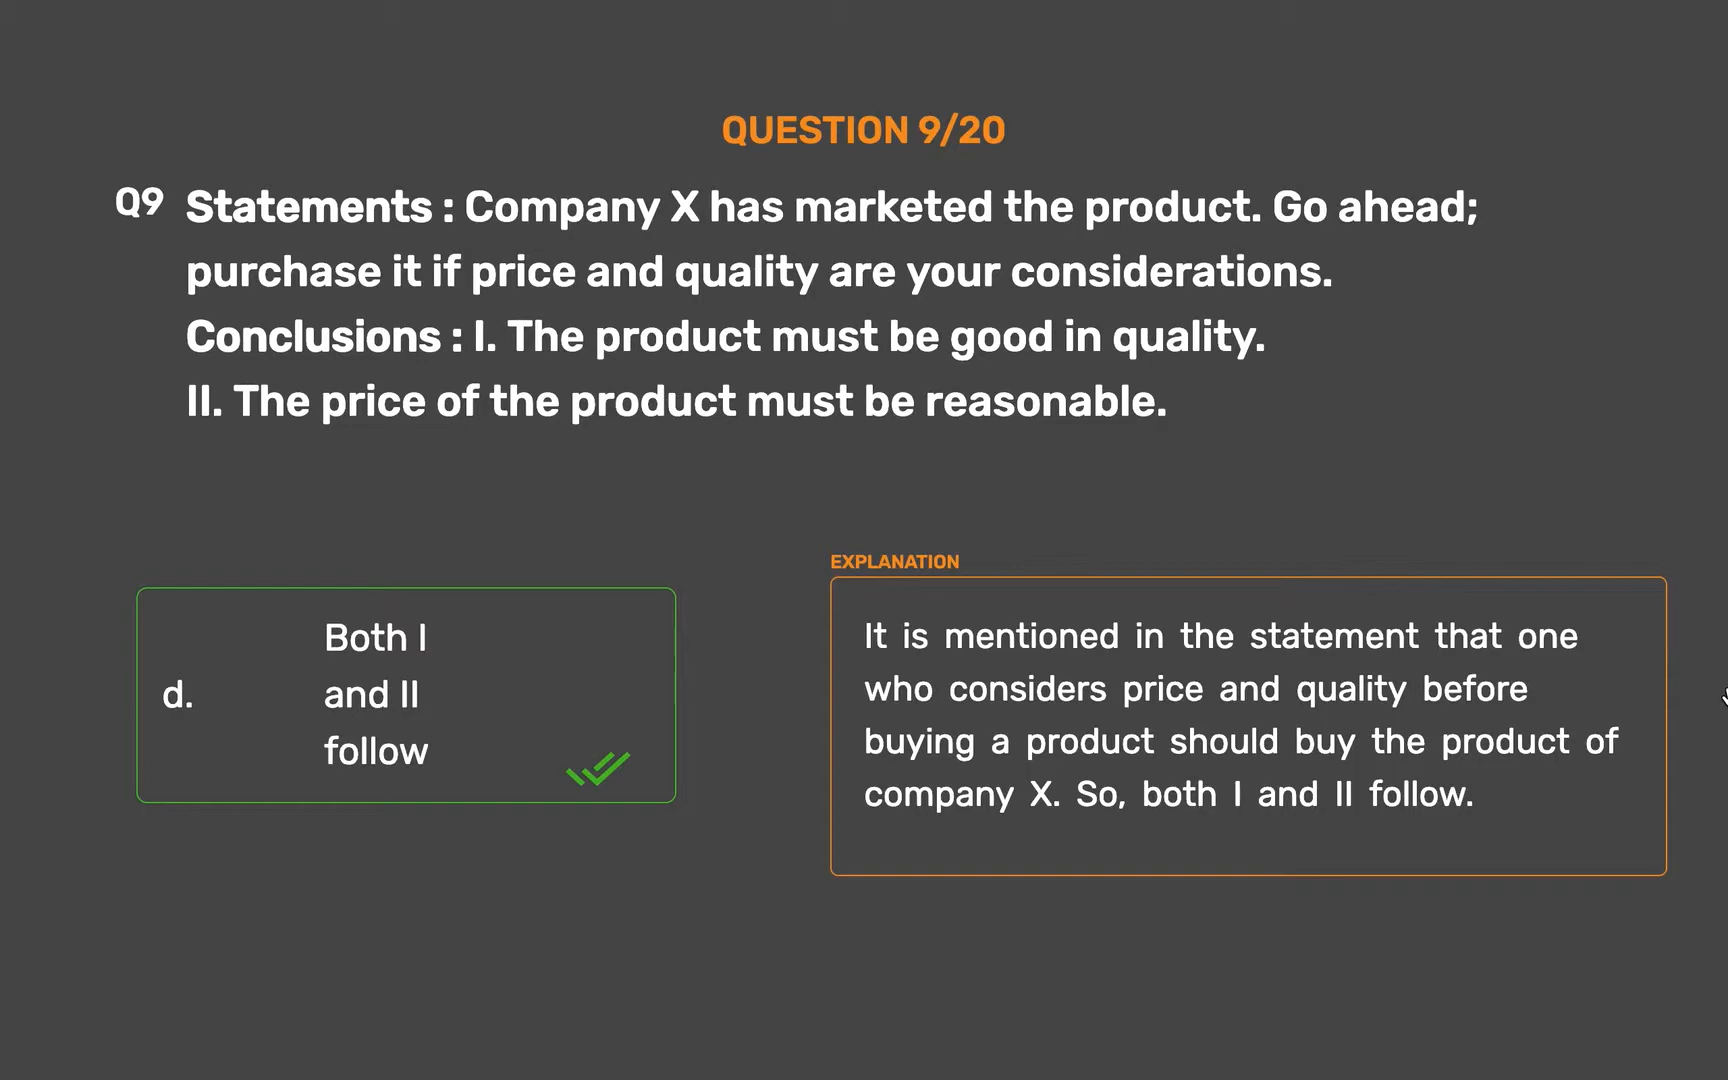 QUESTION 9/20
Q9 Statements : Company X has marketed the product. Go ahead;
purchase it if price and quality are your considerations.
Conclusions : I. The product must be good in quality.
II. The price of the product must be reasonable.
EXPLANATION
Both I
d. and II
follow
It is mentioned in the statement that one
who considers price and quality before
buying a product should buy the product of
company X. So, both I and II follow.